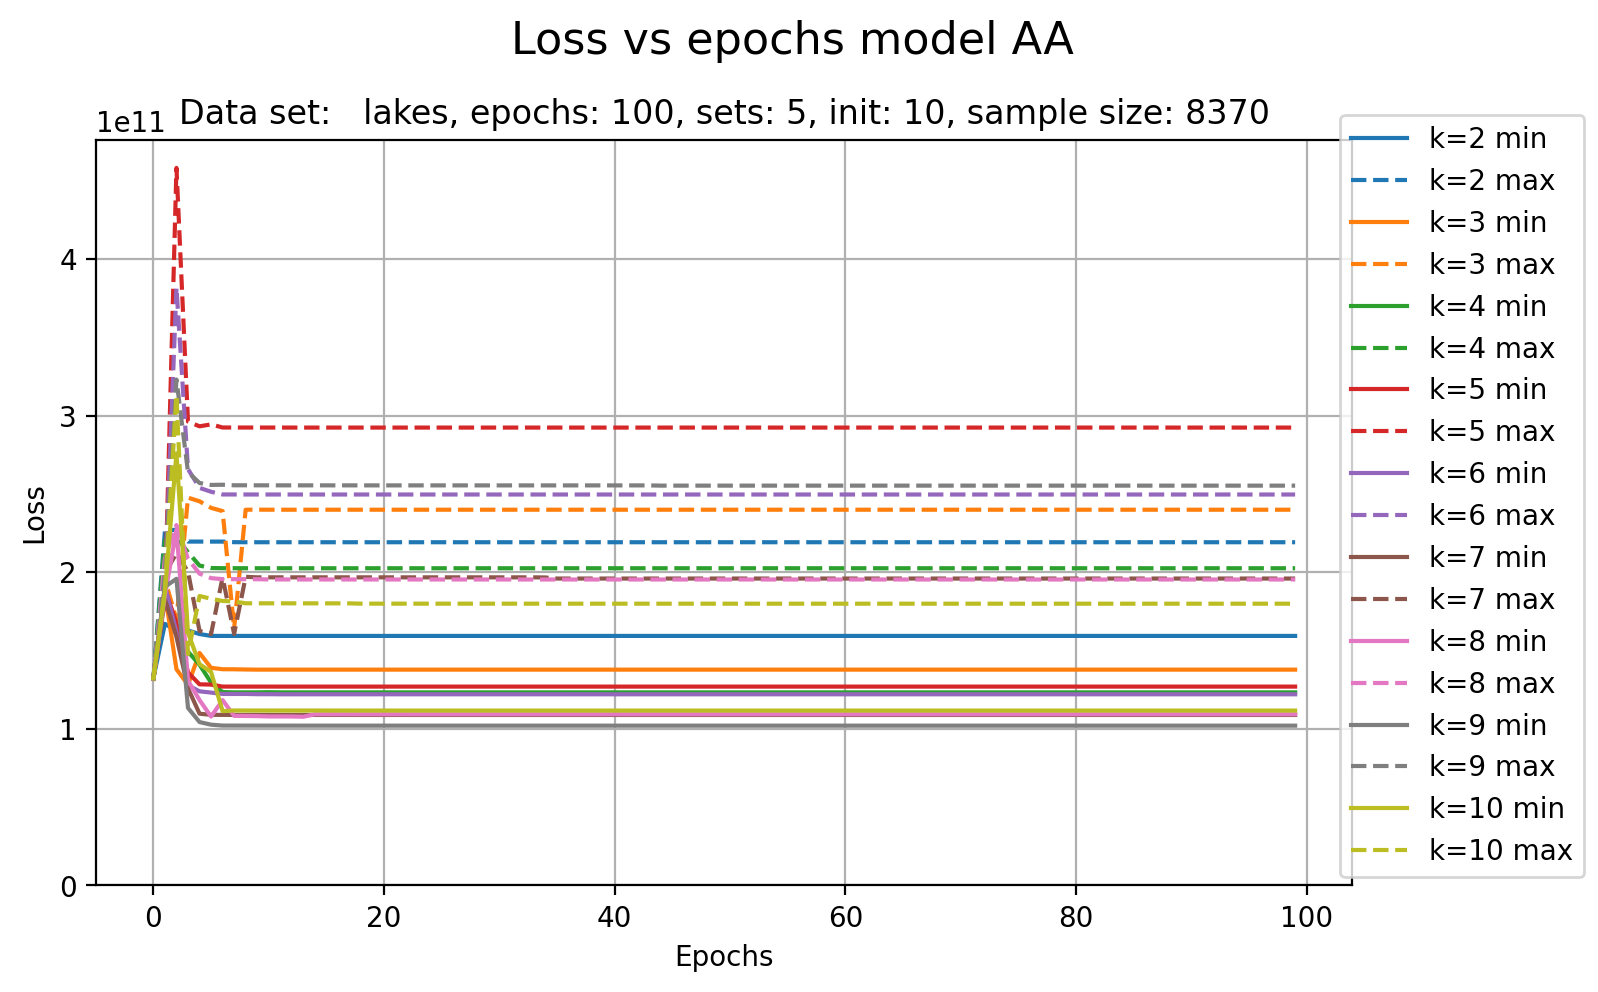 Loss vs epochs model AA
Data set:   lakes, epochs: 100, sets: 5, init: 10, sample size: 8370
1e11
4
3
2
1
0
Loss
0 20 40 60 80 100
Epochs
k=2 min
k=2 max
k=3 min
k=3 max
k=4 min
k=4 max
k=5 min
k=5 max
k=6 min
k=6 max
k=7 min
k=7 max
k=8 min
k=8 max
k=9 min
k=9 max
k=10 min
k=10 max